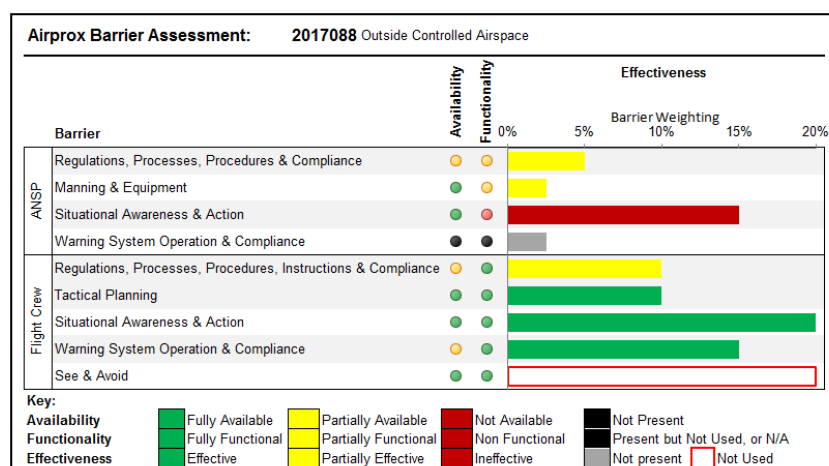 Airprox Barrier Assessment: 2017088 Outside Controlled Airspace
Availability
Functionality
Effectiveness
Barrier Weighting
Barrier
0% 5% 10% 15% 20%
ANSP
Regulations, Processes, Procedures & Compliance
Manning & Equipment
Situational Awareness & Action
Warning System Operation & Compliance
Flight Crew
Regulations, Processes, Procedures, Instructions & Compliance
Tactical Planning
Situational Awareness & Action
Warning System Operation & Compliance
See & Avoid
Key:
Availability Fully Available Partially Available Not Available Not Present
Functionality Fully Functional Partially Functional Non Functional Present but Not Used, or N/A
Effectiveness Effective Partially Effective Ineffective Not present Not Used